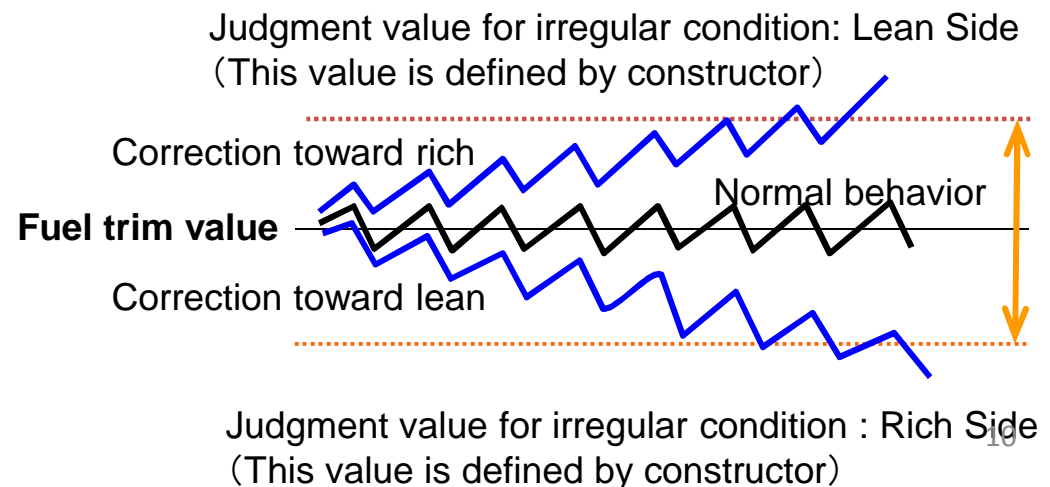 Judgment value for irregular condition: Lean Side
（This value is defined by constructor）
Correction toward rich
Normal behavior
Fuel trim value
Correction toward lean
Judgment value for irregular condition : Rich Side
10
（This value is defined by constructor）